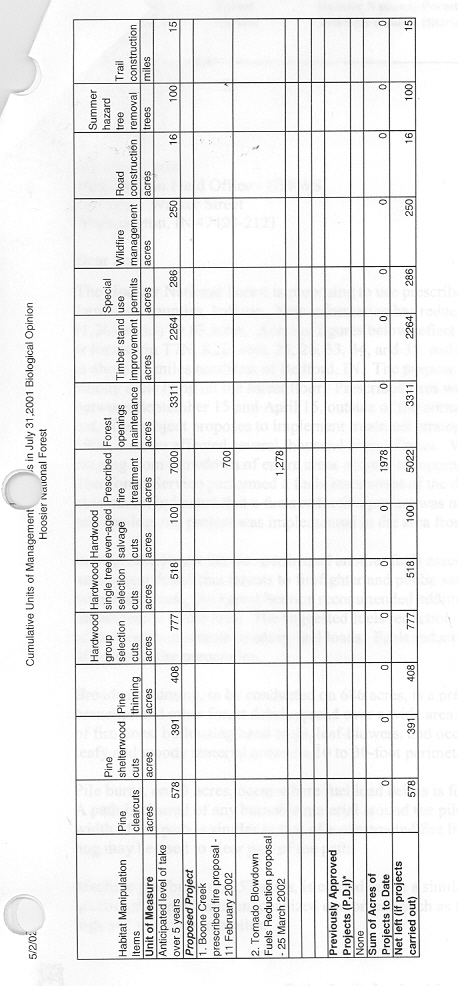 5/2/02
Cumulative Units of Management s in July 31,2001 Biological Opinion
Hoosier National Forest
Habitat Manipulation Items | Pine clearcuts | Pine shelterwood cuts | Pine thinning | Hardwood group selection cuts | Hardwood single tree selection cuts | Hardwood even-aged salvage cuts | Prescribed fire treatment | Forest openings maintenance | Timber stand improvement | Special use permits | Wildfire management | Road construction | Summer hazard tree removal | Trail construction
Unit of Measure | acres | acres | acres | acres | acres | acres | acres | acres | acres | acres | acres | acres | trees | miles
Anticipated level of take over 5 years | 578 | 391 | 408 | 777 | 518 | 100 | 7000 | 3311 | 2264 | 286 | 250 | 16 | 100 | 15
Proposed Project
1. Boone Creek prescribed fire proposal - 11 February 2002 | 700
2. Tornado Blowdown Fuels Reduction proposal - 25 March 2002 | 1,278
Previously Approved Projects (P,D,I)*
None
Sum of Acres of Projects to Date | 0 | 0 | 0 | 0 | 0 | 1978 | 0 | 0 | 0 | 0 | 0 | 0
Net left (if projects carried out) | 578 | 391 | 408 | 777 | 518 | 100 | 5022 | 3311 | 2264 | 286 | 250 | 16 | 100 | 15